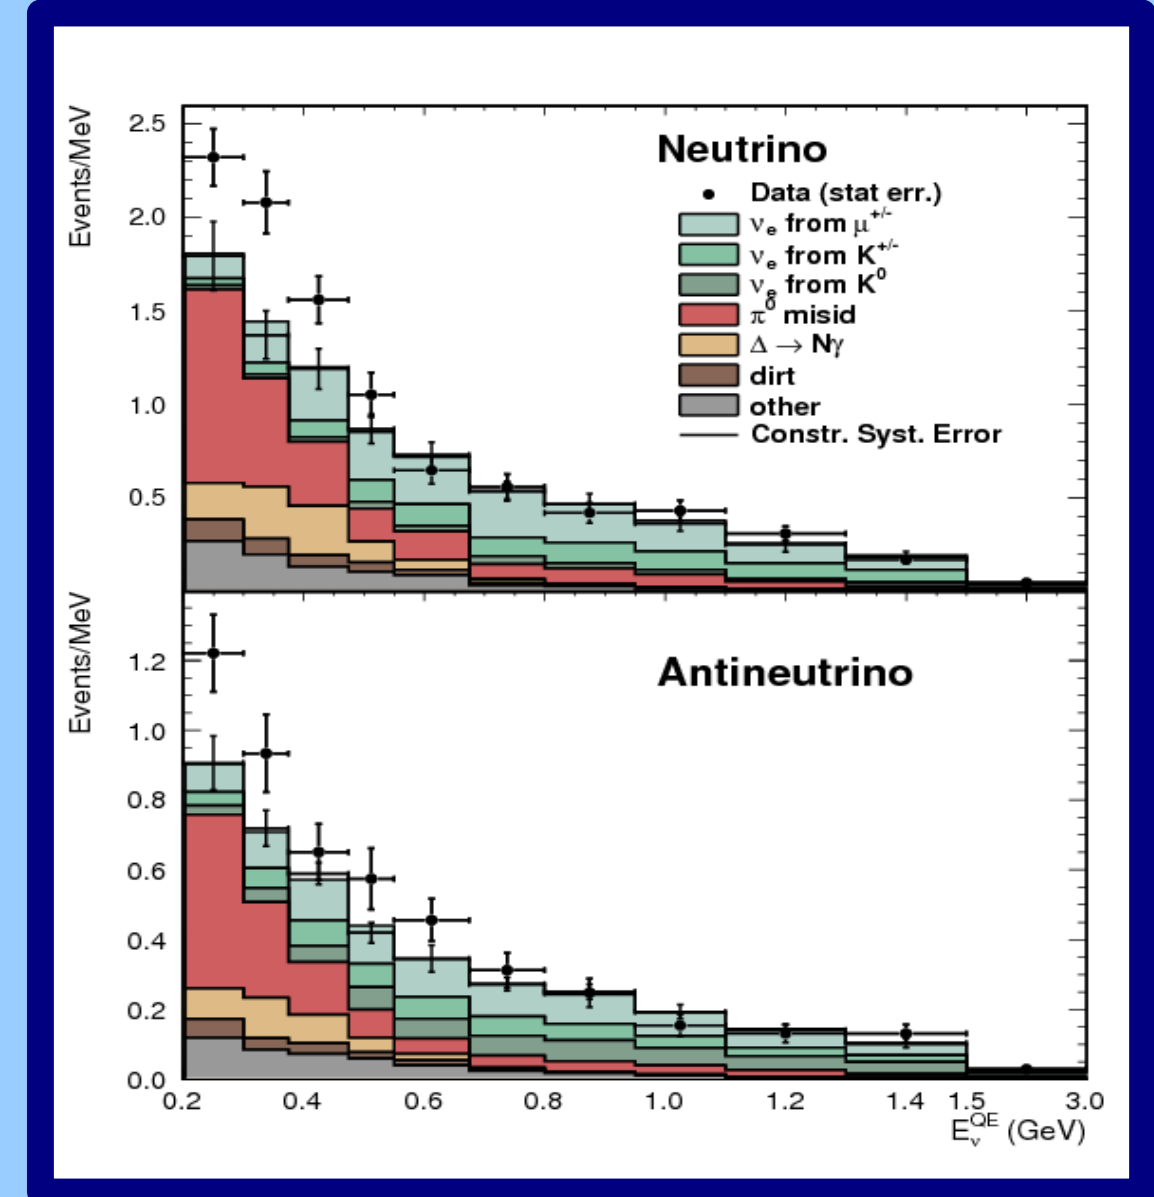 Events/MeV
2.5
2.0
1.5
1.0
0.5
Neutrino
Data (stat err.)
νe from μ+/-
νe from K+/-
νe from K0
π0 misid
Δ → Nγ
dirt
other
Constr. Syst. Error
Events/MeV
1.2
1.0
0.8
0.6
0.4
0.2
0.0
Antineutrino
0.2 0.4 0.6 0.8 1.0 1.2 1.4 1.5 3.0
EνQE (GeV)